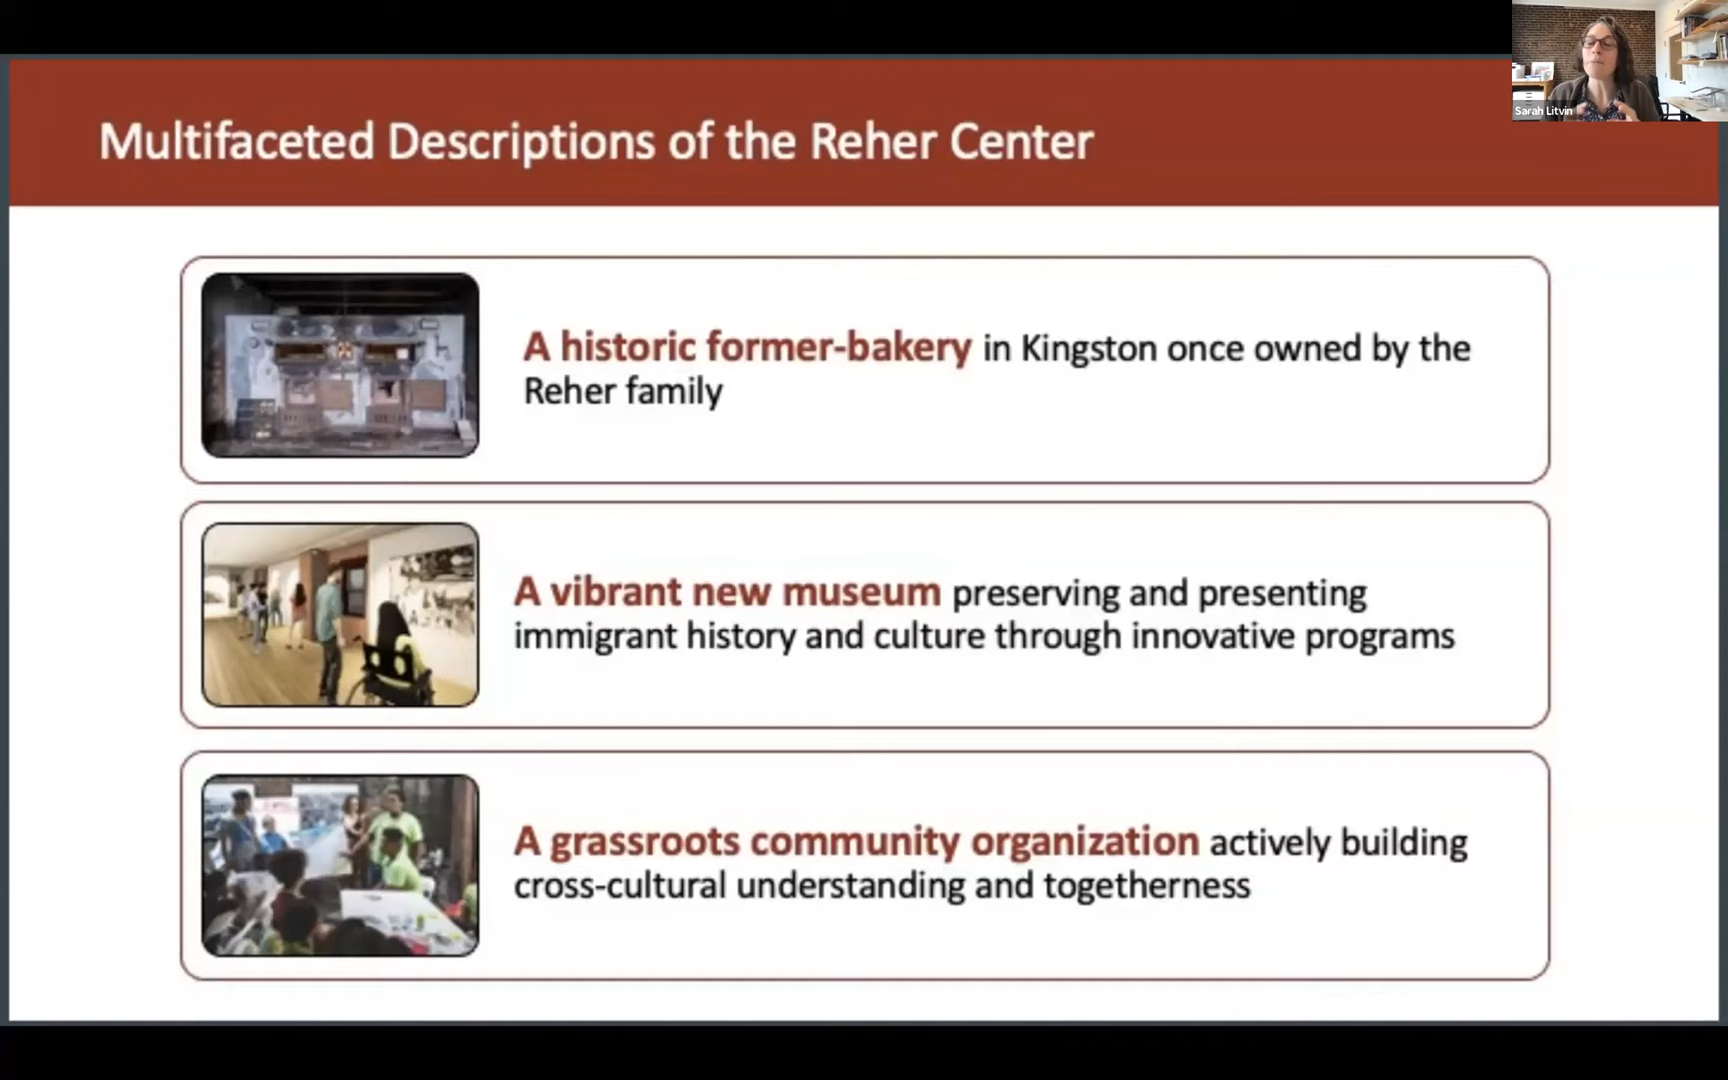 Sarah Litvin
Multifaceted Descriptions of the Reher Center
A historic former-bakery in Kingston once owned by the
Reher family
A vibrant new museum preserving and presenting
immigrant history and culture through innovative programs
A grassroots community organization actively building
cross-cultural understanding and togetherness